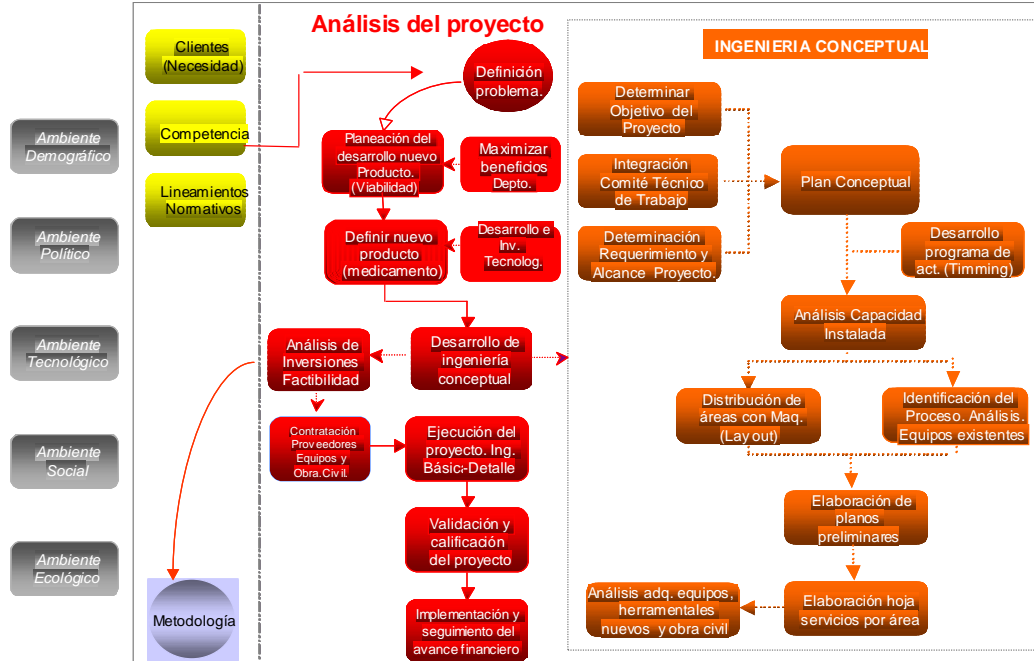 Análisis del proyecto
INGENIERIA CONCEPTUAL
Ambiente
Demográfico
Ambiente
Político
Ambiente
Tecnológico
Ambiente
Social
Ambiente
Ecológico
Clientes
(Necesidad)
Competencia
Lineamientos
Normativos
Metodología
Definición
problema.
Planeación del
desarrollo nuevo
Producto.
(Viabilidad)
Maximizar
beneficios
Depto.
Definir nuevo
producto
(medicamento)
Desarrollo e
Inv.
Tecnolog.
Análisis de
Inversiones
Factibilidad
Desarrollo de
ingeniería
conceptual
Contratación
Proveedores
Equipos y
Obra.Civil.
Ejecución del
proyecto. Ing.
Básic-Detalle
Validación y
calificación
del proyecto
Implementación y
seguimiento del
avance financiero
Determinar
Objetivo del
Proyecto
Integración
Comité Técnico
de Trabajo
Determinación
Requerimiento y
Alcance Proyecto.
Plan Conceptual
Desarrollo
programa de
act. (Timming)
Análisis Capacidad
Instalada
Distribución de
áreas con Maq.
(Lay out)
Identificación del
Proceso. Análisis.
Equipos existentes
Elaboración de
planos
preliminares
Elaboración hoja
servicios por área
Análisis adq. equipos,
herramentales
nuevos y obra civil